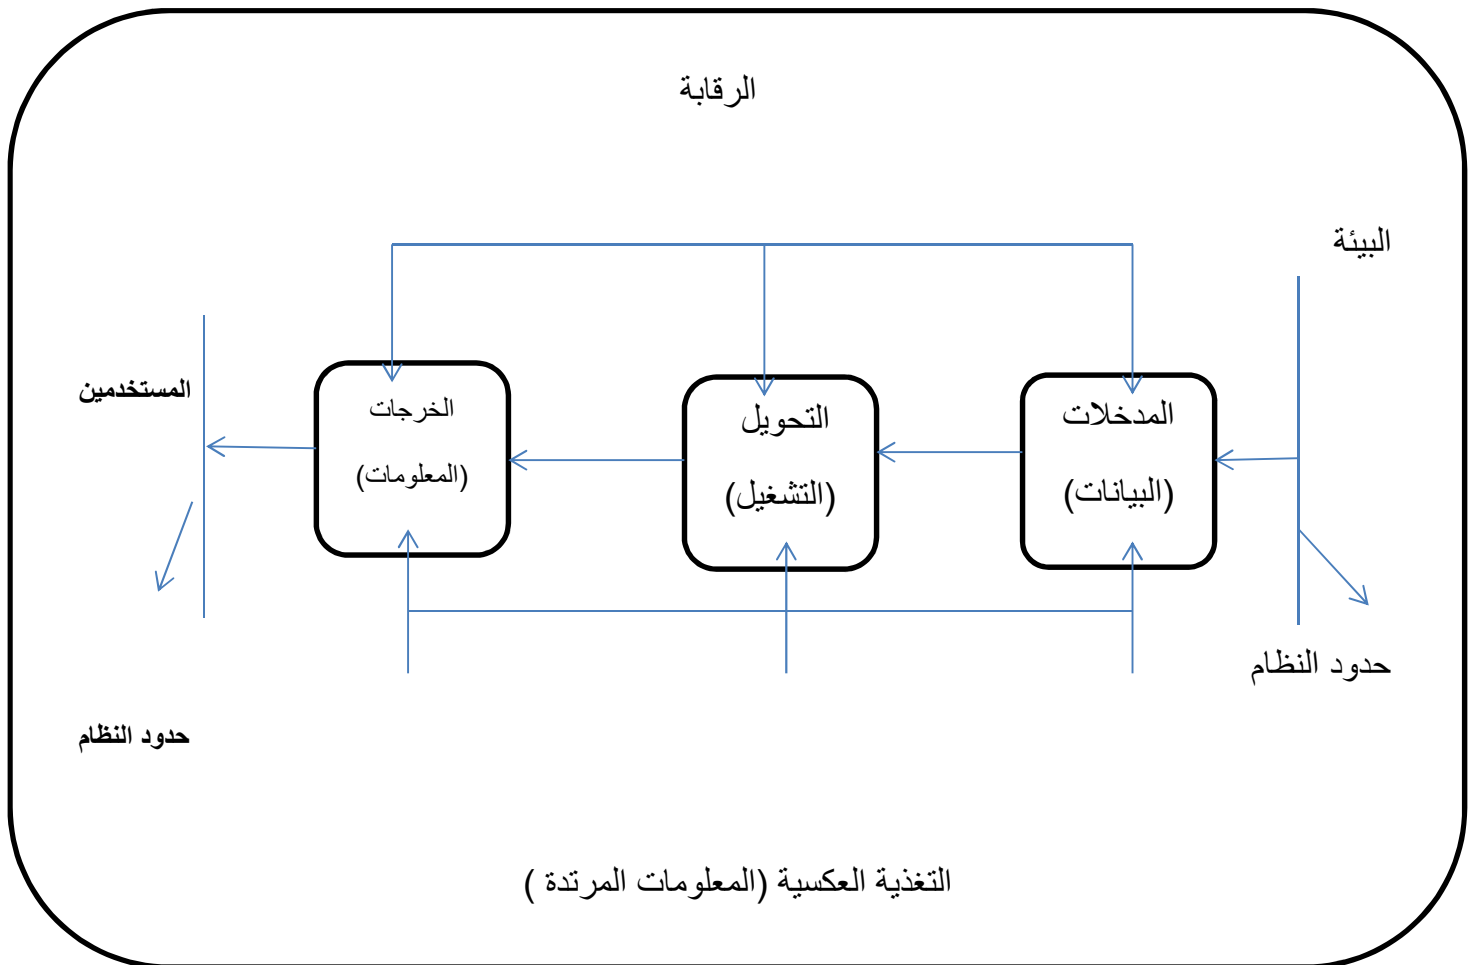 الرقابة
البيئة
المستخدمين
الخرجات
(المعلومات)
التحويل
(التشغيل)
المدخلات
(البيانات)
حدود النظام
حدود النظام
التغذية العكسية (المعلومات المرتدة )